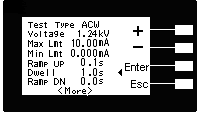 Test Type ACW
Voltage 1.24kV
Max Lmt 10.00mA
Min Lmt 0.000mA
Ramp UP 0.1s
Dwell 1.0s
Ramp DN 0.0s
<More>
+
-
Enter
Esc